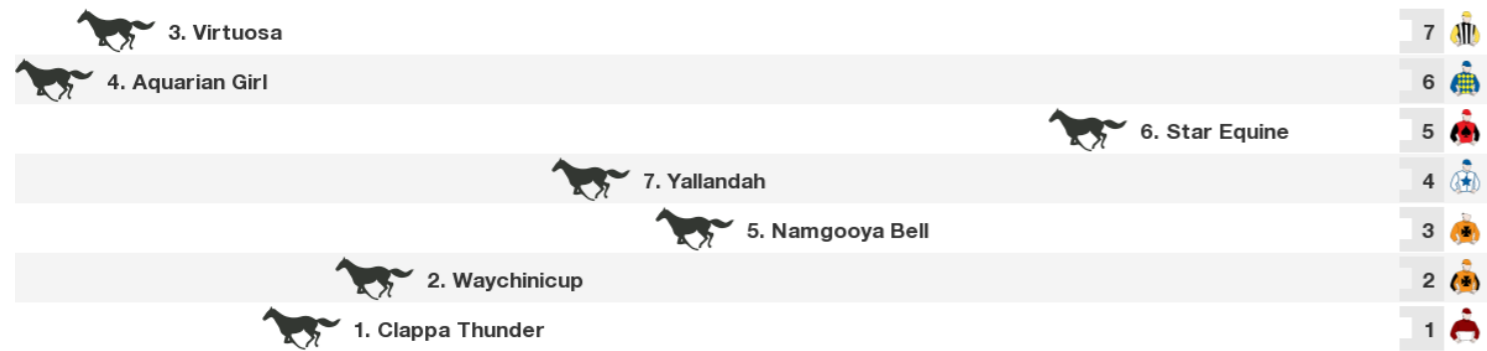 3. Virtuosa 7
4. Aquarian Girl 6
6. Star Equine 5
7. Yallandah 4
5. Namgooya Bell 3
2. Waychinicup 2
1. Clappa Thunder 1